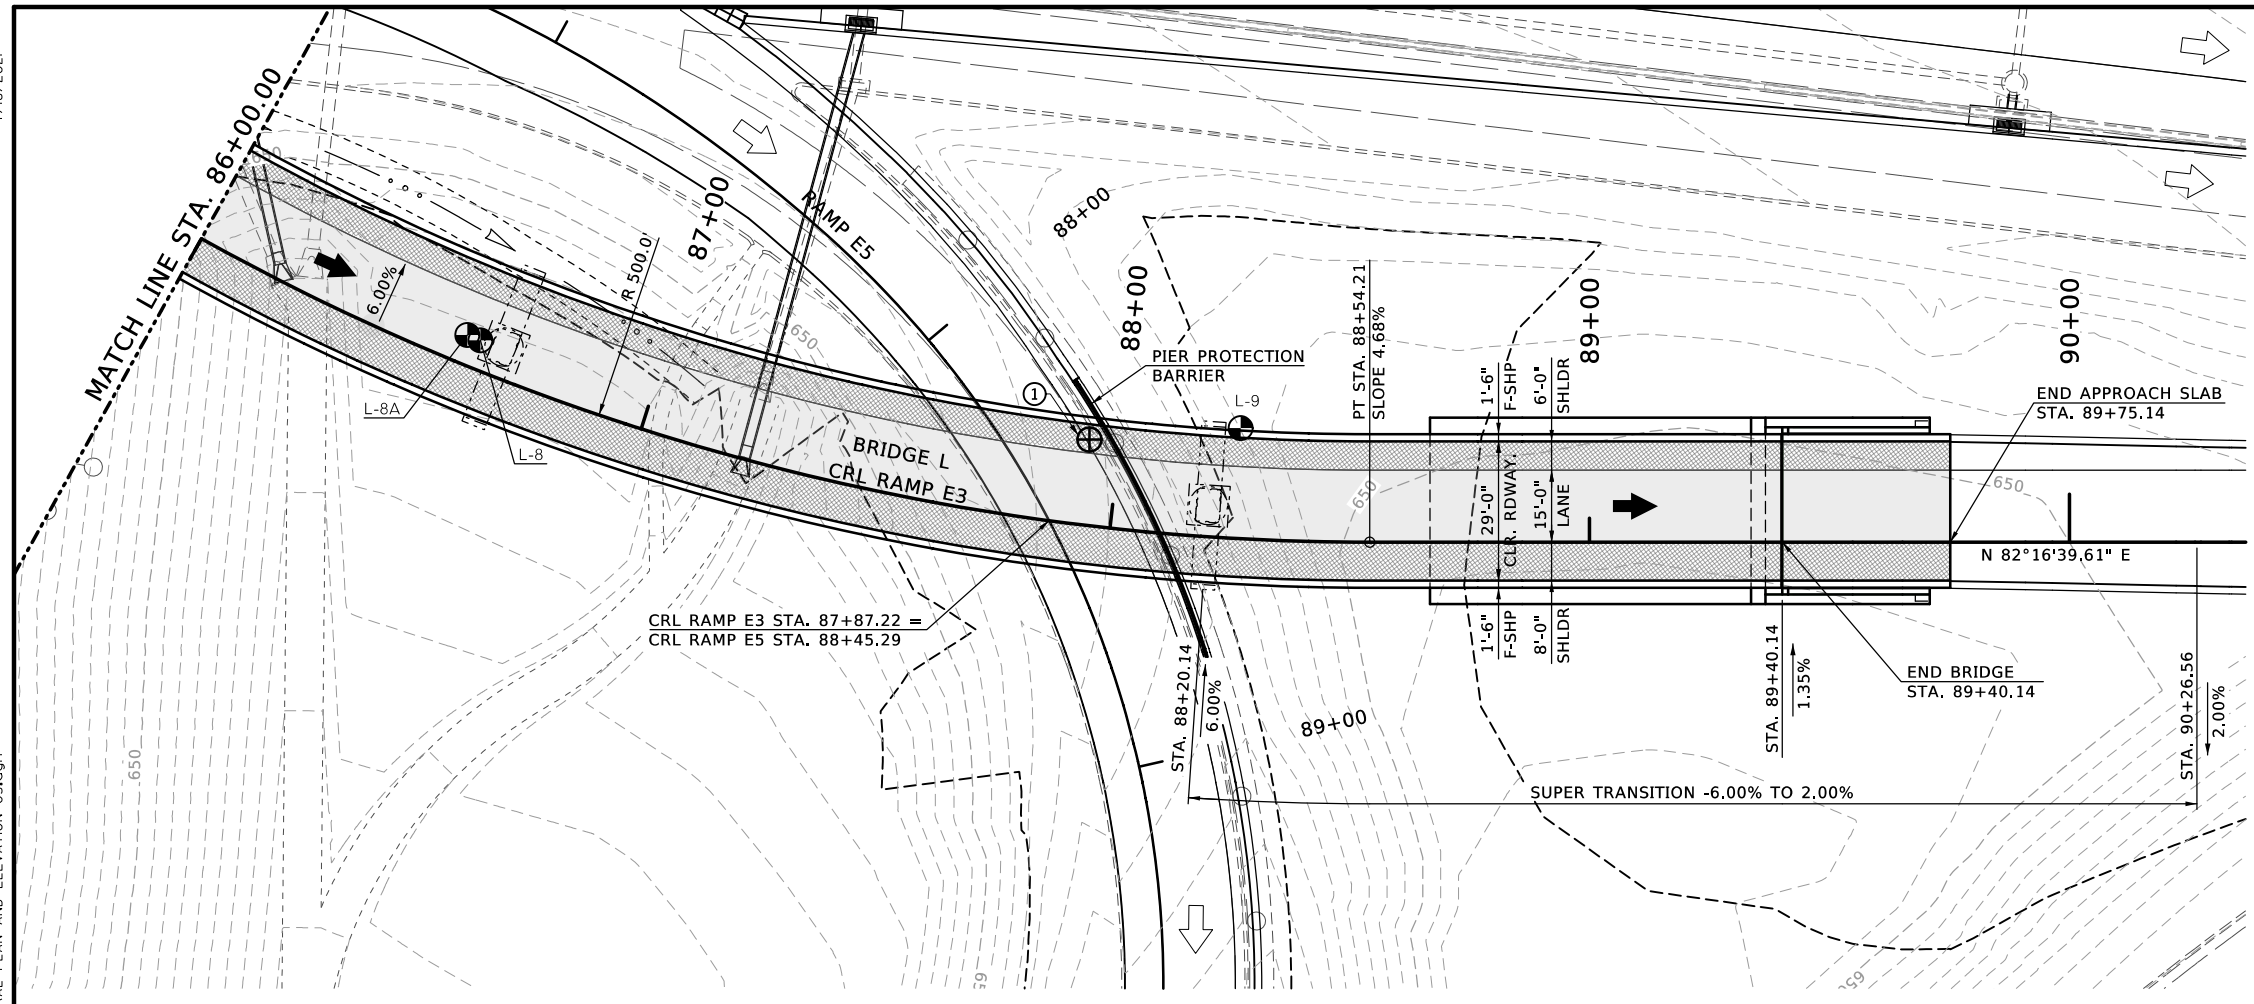 MATCH LINE STA. 86+00.00
650
6.00%
R 500.0
87+00
RAMP E5
88+00
88+00
650
PIER PROTECTION
BARRIER
1
L-8A
L-8
L-9
BRIDGE L
CRL RAMP E3
PT STA. 88+54.21
SLOPE 4.68%
650
1'-6"
F-SHP
6'-0"
SHLDR
29'-0"
CLR. RDWAY.
15'-0"
LANE
1'-6"
F-SHP
8'-0"
SHLDR
89+00
90+00
END APPROACH SLAB
STA. 89+75.14
650
N 82°16'39.61" E
CRL RAMP E3 STA. 87+87.22 =
CRL RAMP E5 STA. 88+45.29
STA. 88+20.14
6.00%
89+00
STA. 89+40.14
1.35%
END BRIDGE
STA. 89+40.14
STA. 90+26.56
2.00%
SUPER TRANSITION -6.00% TO 2.00%
650